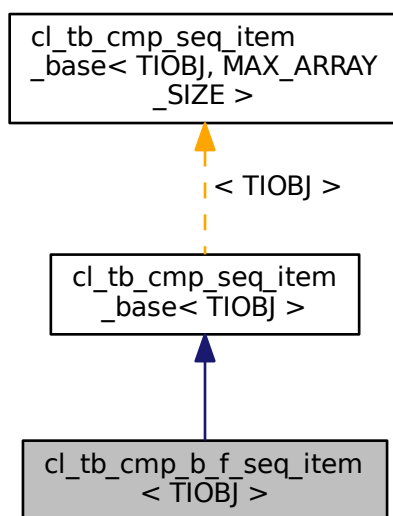 cl_tb_cmp_seq_item
_base< TIOBJ, MAX_ARRAY
_SIZE >
< TIOBJ >
cl_tb_cmp_seq_item
_base< TIOBJ >
cl_tb_cmp_b_f_seq_item
< TIOBJ >